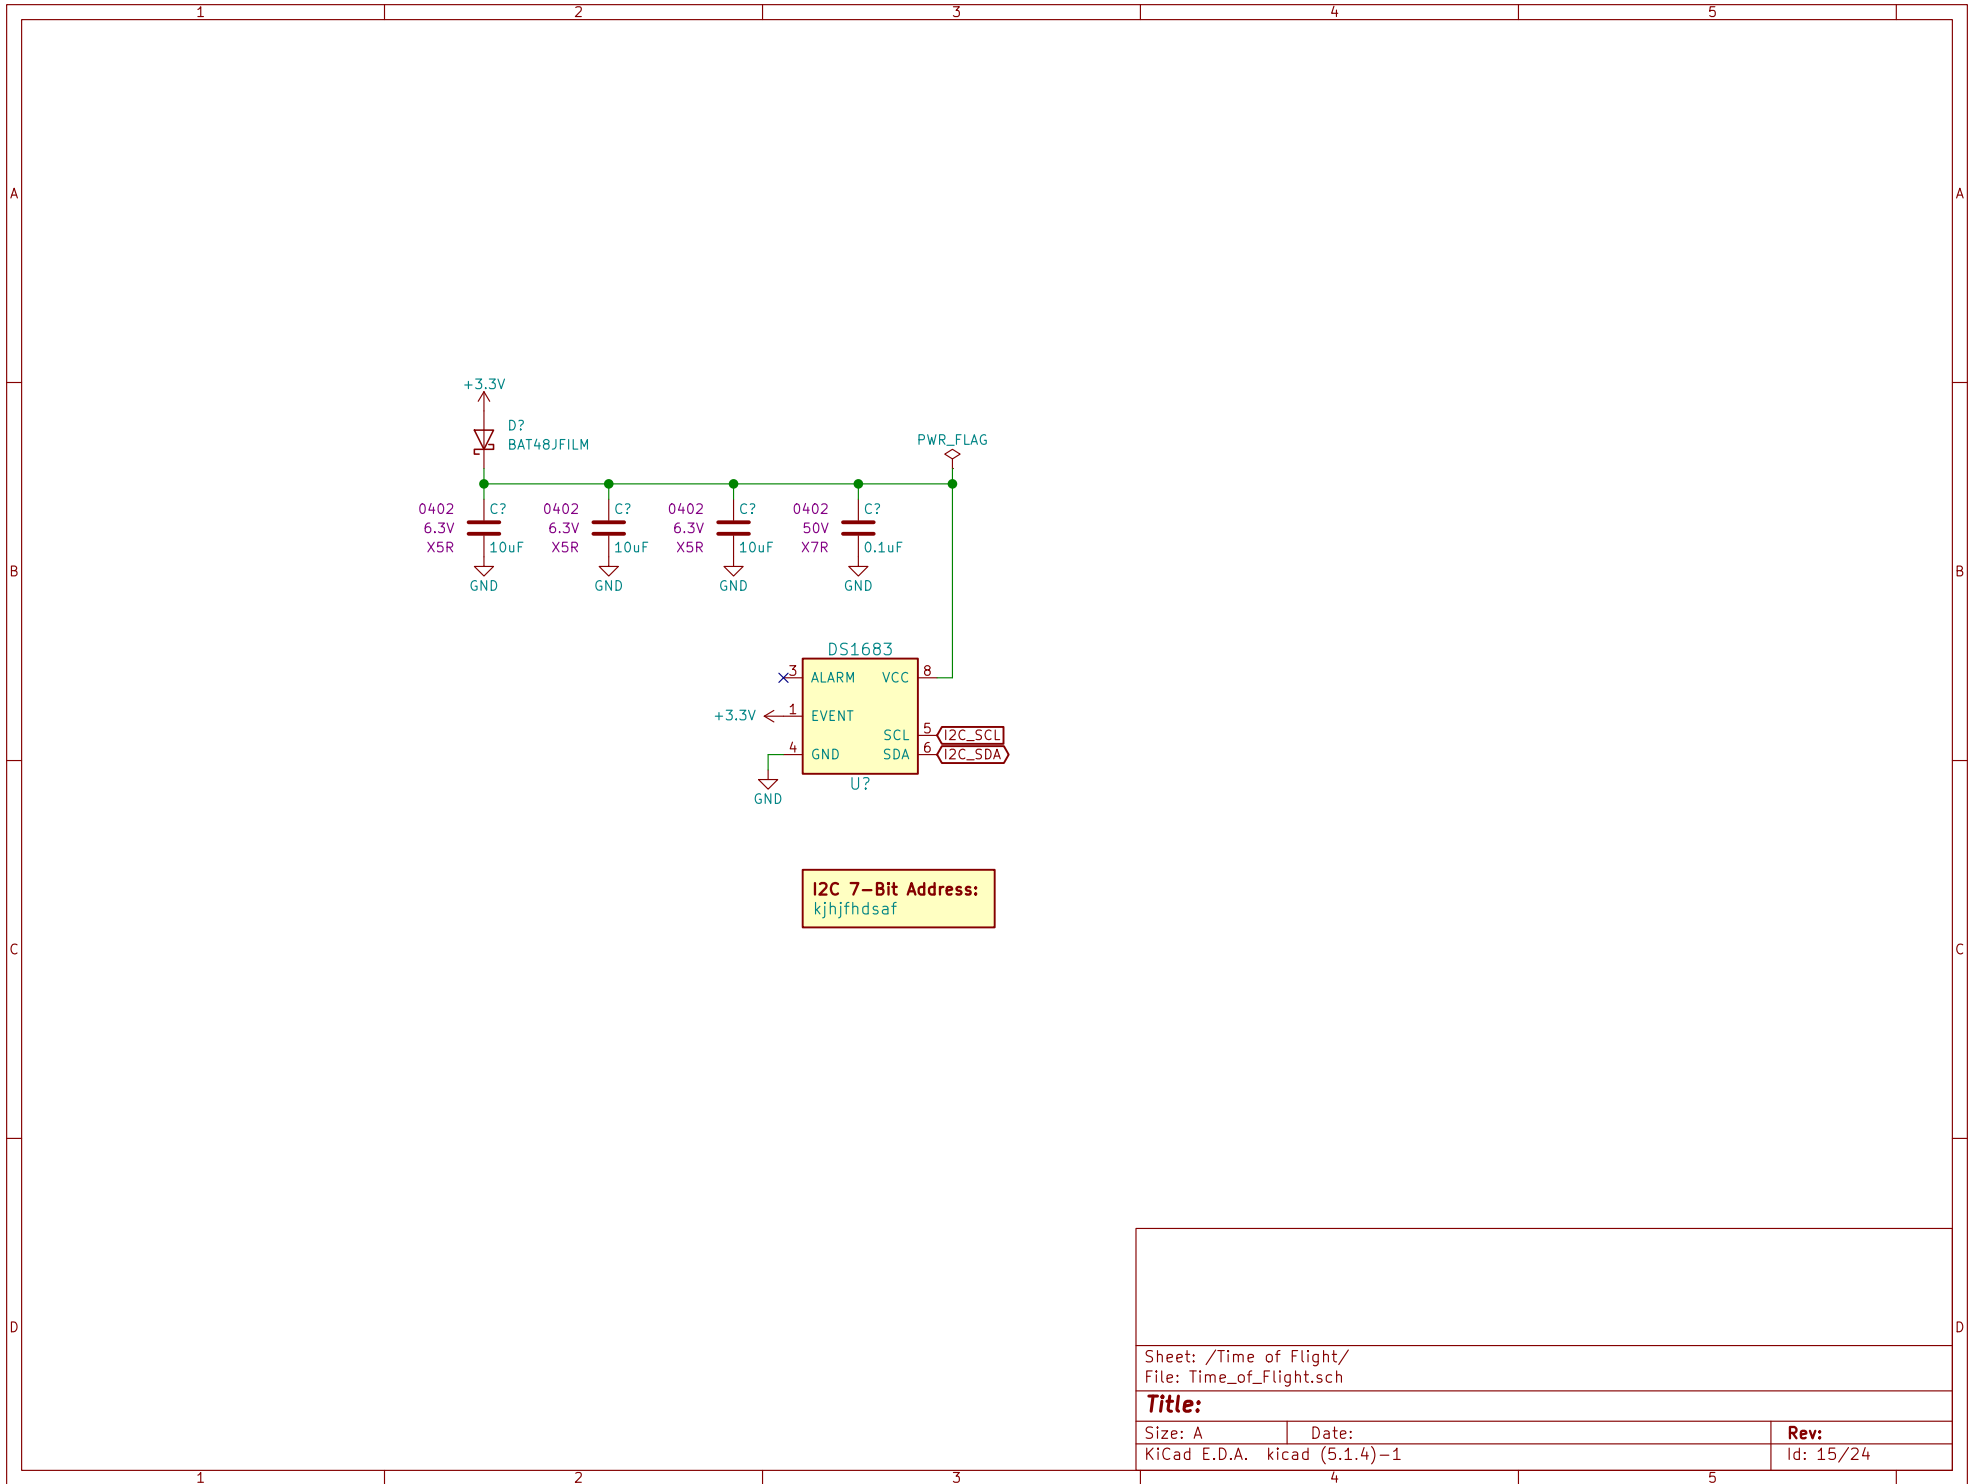 1 2 3 4 5
A A
+3.3V
D?
BAT48JFILM
PWR_FLAG
0402 C? 0402 C? 0402 C? 0402 C?
6.3V 6.3V 6.3V 50V
X5R 10uF X5R 10uF X5R 10uF X7R 0.1uF
B B
GND GND GND GND
DS1683
3 ALARM VCC 8
+3.3V 1 EVENT
SCL 5 I2C_SCL
4 GND SDA 6 I2C_SDA
U?
GND
I2C 7-Bit Address:
kjhjfhdsaf
C C
D D
Sheet: /Time of Flight/
File: Time_of_Flight.sch
Title:
Size: A Date: Rev:
KiCad E.D.A. kicad (5.1.4)-1 Id: 15/24
1 2 3 4 5